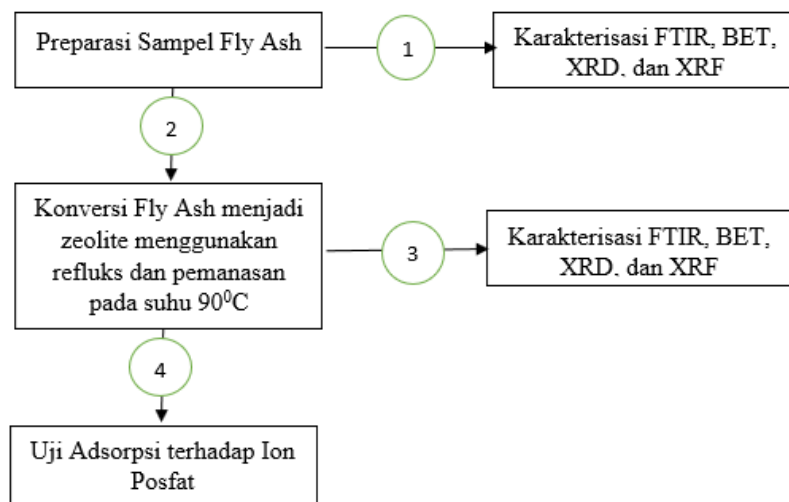 Preparasi Sampel Fly Ash
1
Karakterisasi FTIR, BET,
XRD, dan XRF
2
Konversi Fly Ash menjadi
zeolite menggunakan
refluks dan pemanasan
pada suhu 90⁰C
3
Karakterisasi FTIR, BET,
XRD, dan XRF
4
Uji Adsorpsi terhadap Ion
Posfat